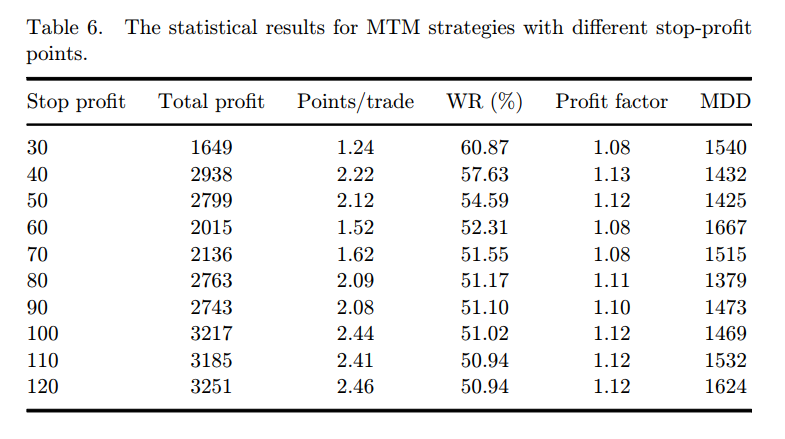 Table 6. The statistical results for MTM strategies with different stop-profit
points.
Stop profit Total profit Points/trade WR (%) Profit factor MDD
30 1649 1.24 60.87 1.08 1540
40 2938 2.22 57.63 1.13 1432
50 2799 2.12 54.59 1.12 1425
60 2015 1.52 52.31 1.08 1667
70 2136 1.62 51.55 1.08 1515
80 2763 2.09 51.17 1.11 1379
90 2743 2.08 51.10 1.10 1473
100 3217 2.44 51.02 1.12 1469
110 3185 2.41 50.94 1.12 1532
120 3251 2.46 50.94 1.12 1624